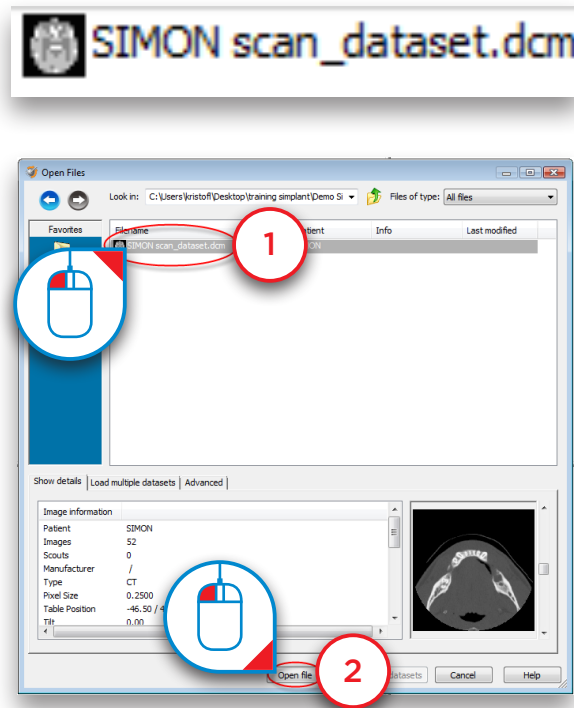 SIMON scan_dataset.dcm
Open Files
Look in: C:\Users\kristofl\Desktop\training simplant\Demo Si Files of type: All files
Favorites Filename Info Last modified
SIMON scan_dataset.dcm
1
Show details Load multiple datasets Advanced
Image information
Patient SIMON
Images 52
Scouts 0
Manufacturer /
Type CT
Pixel Size 0.2500
Table Position -46.50 /
Tilt 0.00
Open file 2 Cancel Help